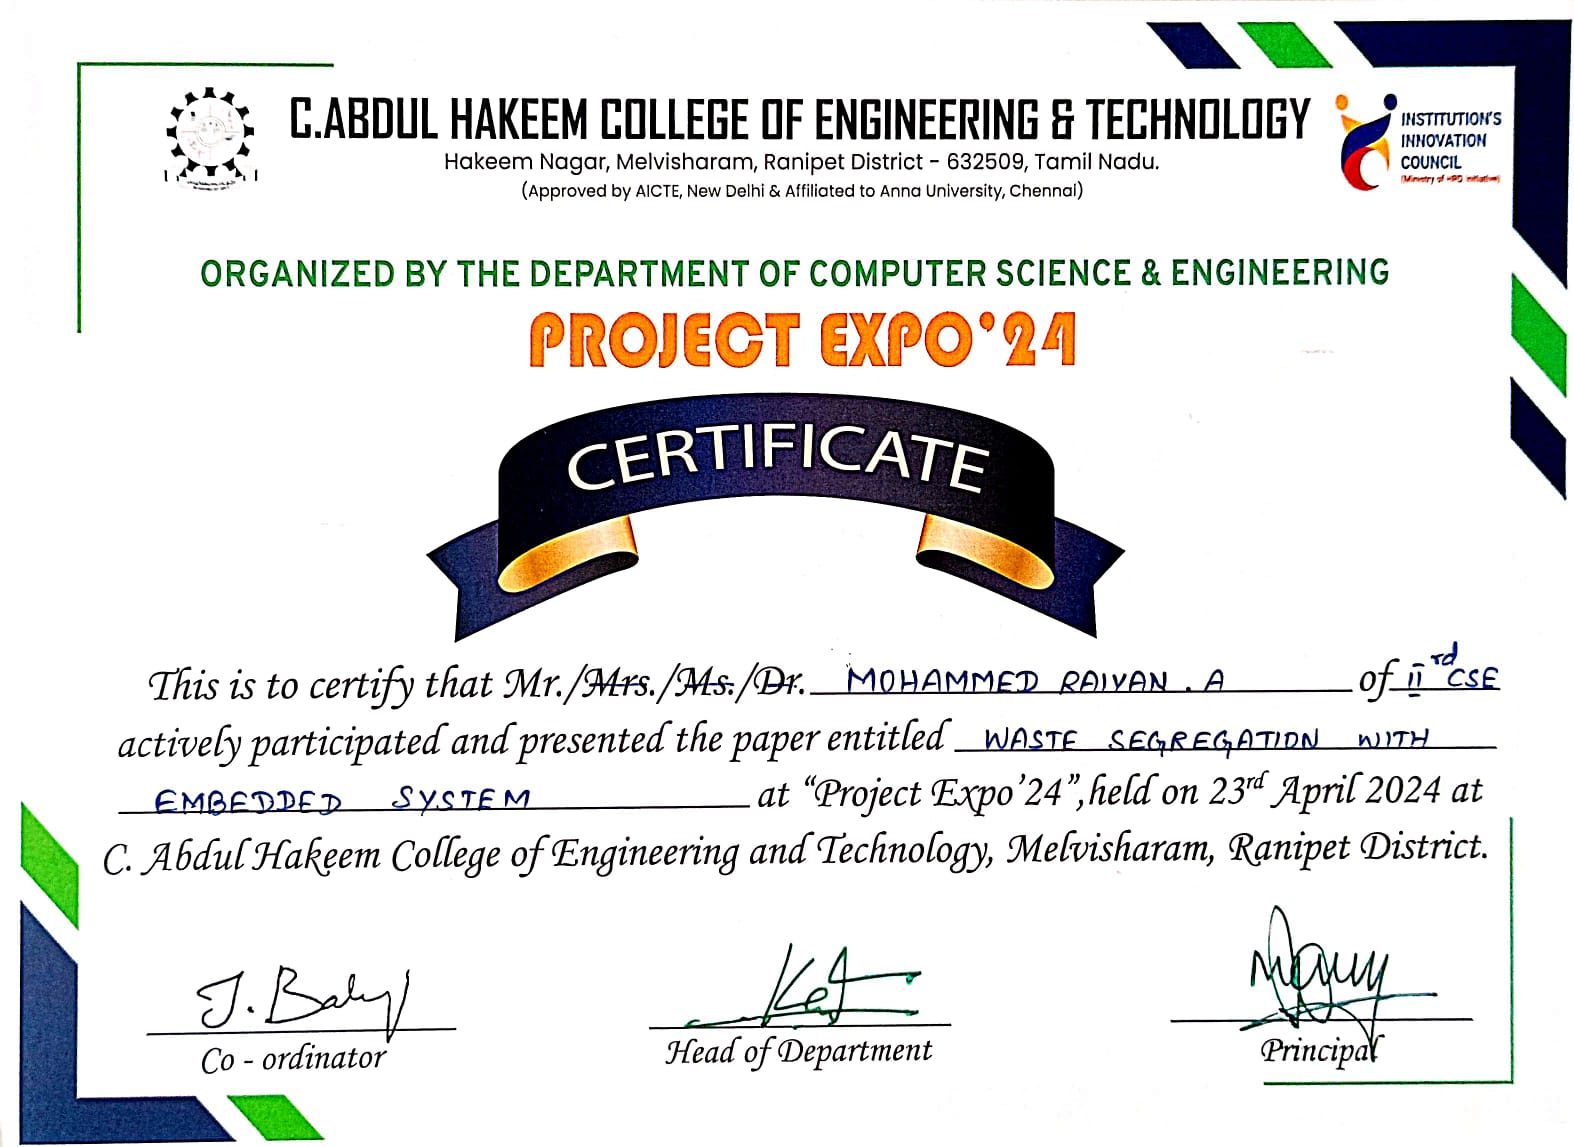 C.ABDUL HAKEEM COLLEGE OF ENGINEERING & TECHNOLOGY
Hakeem Nagar, Melvisharam, Ranipet District - 632509, Tamil Nadu.
(Approved by AICTE, New Delhi & Affiliated to Anna University, Chennai)
INSTITUTION'S
INNOVATION
COUNCIL
(Ministry of HRD initiative)
ORGANIZED BY THE DEPARTMENT OF COMPUTER SCIENCE & ENGINEERING
PROJECT EXPO'24
CERTIFICATE
This is to certify that Mr./Mrs./Ms./Dr. MOHAMMED RAIYAN . A of II rd CSE
actively participated and presented the paper entitled WASTE SEGREGATION WITH
EMBEDDED SYSTEM at "Project Expo'24", held on 23rd April 2024 at
C. Abdul Hakeem College of Engineering and Technology, Melvisharam, Ranipet District.
Co - ordinator
Head of Department
Principal